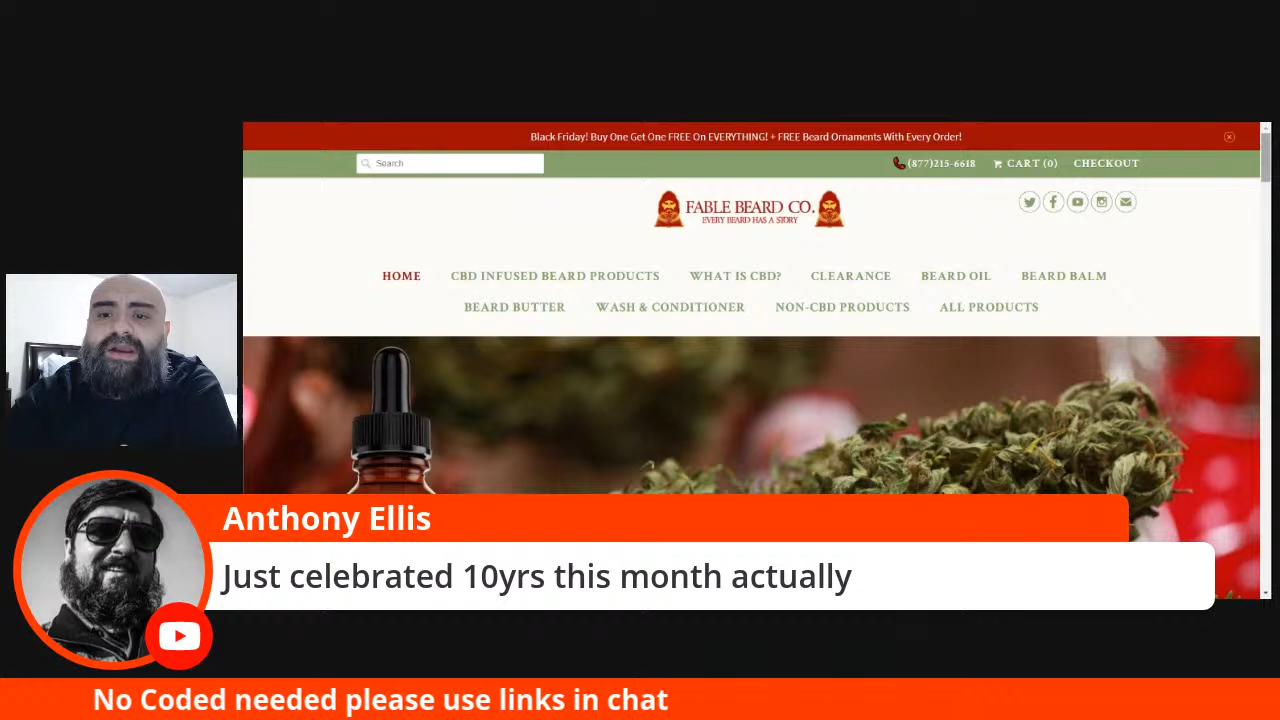 Black Friday! Buy One Get One FREE On EVERYTHING! + FREE Beard Ornaments With Every Order!
Search
(877)215-6618
CART (0)
CHECKOUT
FABLE BEARD CO.
EVERY BEARD HAS A STORY
HOME
CBD INFUSED BEARD PRODUCTS
WHAT IS CBD?
CLEARANCE
BEARD OIL
BEARD BALM
BEARD BUTTER
WASH & CONDITIONER
NON-CBD PRODUCTS
ALL PRODUCTS
Anthony Ellis
Just celebrated 10yrs this month actually
No Coded needed please use links in chat